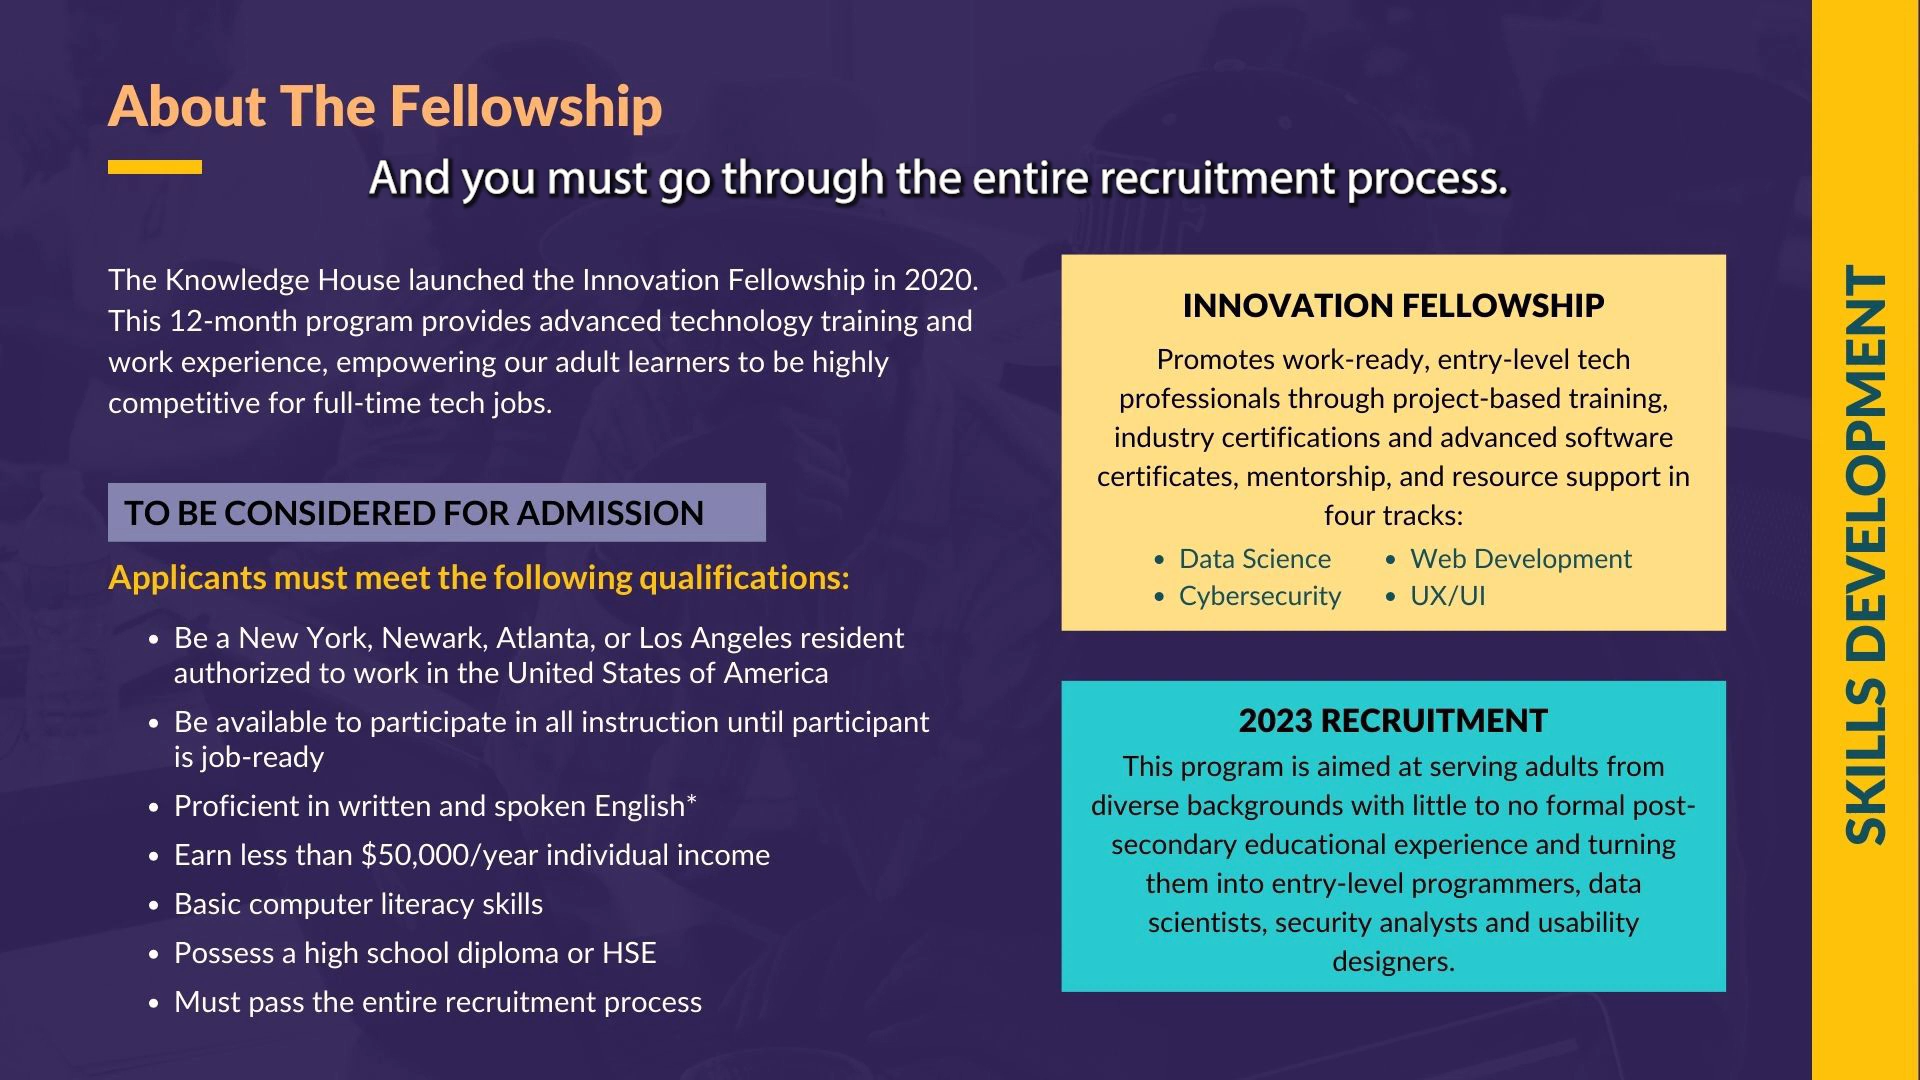 About The Fellowship
And you must go through the entire recruitment process.
The Knowledge House launched the Innovation Fellowship in 2020.
This 12-month program provides advanced technology training and
work experience, empowering our adult learners to be highly
competitive for full-time tech jobs.
TO BE CONSIDERED FOR ADMISSION
Applicants must meet the following qualifications:
• Be a New York, Newark, Atlanta, or Los Angeles resident
authorized to work in the United States of America
• Be available to participate in all instruction until participant
is job-ready
• Proficient in written and spoken English*
• Earn less than $50,000/year individual income
• Basic computer literacy skills
• Possess a high school diploma or HSE
• Must pass the entire recruitment process
INNOVATION FELLOWSHIP
Promotes work-ready, entry-level tech
professionals through project-based training,
industry certifications and advanced software
certificates, mentorship, and resource support in
four tracks:
• Data Science
• Cybersecurity
• Web Development
• UX/UI
2023 RECRUITMENT
This program is aimed at serving adults from
diverse backgrounds with little to no formal post-
secondary educational experience and turning
them into entry-level programmers, data
scientists, security analysts and usability
designers.
SKILLS DEVELOPMENT